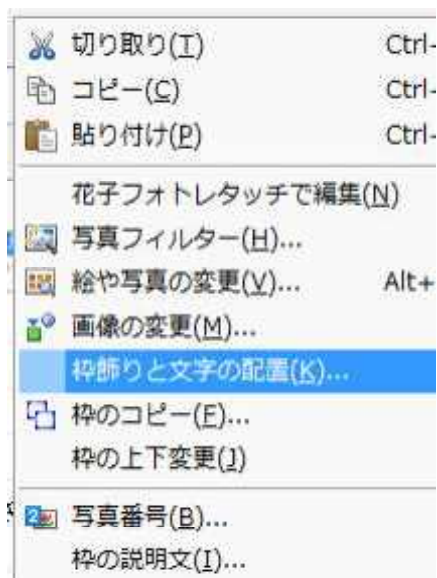 切り取り(T) Ctrl-
コピー(C) Ctrl-
貼り付け(P) Ctrl-
花子フォトレタッチで編集(N)
写真フィルター(H)...
絵や写真の変更(V)... Alt+
画像の変更(M)...
枠飾りと文字の配置(K)...
枠のコピー(F)...
枠の上下変更(J)
写真番号(B)...
枠の説明文(I)...